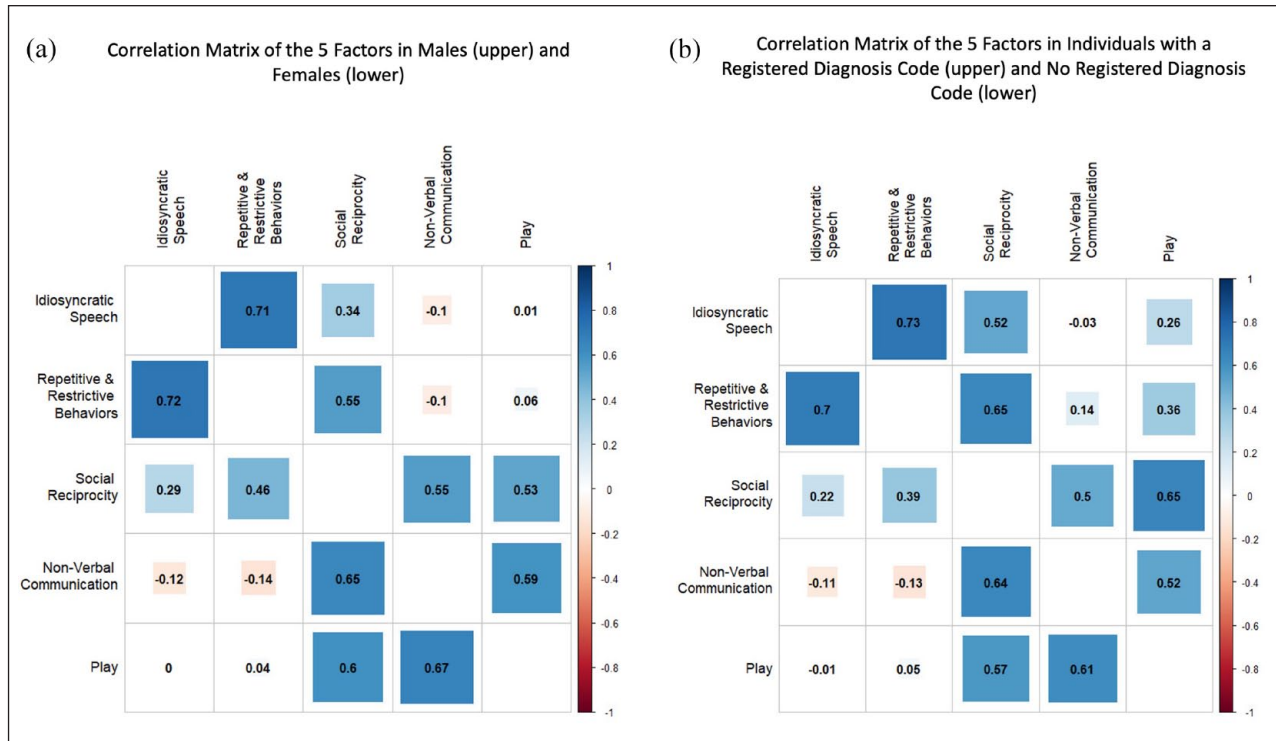 (a)
Correlation Matrix of the 5 Factors in Males (upper) and
Females (lower)
Idiosyncratic
Speech
Repetitive &
Restrictive
Behaviors
Social
Reciprocity
Non-Verbal
Communication
Play
Idiosyncratic
Speech
0.71
0.34
-0.1
0.01
Repetitive &
Restrictive
Behaviors
0.72
0.55
-0.1
0.06
Social
Reciprocity
0.29
0.46
0.55
0.53
Non-Verbal
Communication
-0.12
-0.14
0.65
0.59
Play
0
0.04
0.6
0.67
1
0.8
0.6
0.4
0.2
0
-0.2
-0.4
-0.6
-0.8
-1
(b)
Correlation Matrix of the 5 Factors in Individuals with a
Registered Diagnosis Code (upper) and No Registered Diagnosis
Code (lower)
Idiosyncratic
Speech
Repetitive &
Restrictive
Behaviors
Social
Reciprocity
Non-Verbal
Communication
Play
Idiosyncratic
Speech
0.73
0.52
-0.03
0.26
Repetitive &
Restrictive
Behaviors
0.7
0.65
0.14
0.36
Social
Reciprocity
0.22
0.39
0.5
0.65
Non-Verbal
Communication
-0.11
-0.13
0.64
0.52
Play
-0.01
0.05
0.57
0.61
1
0.8
0.6
0.4
0.2
0
-0.2
-0.4
-0.6
-0.8
-1